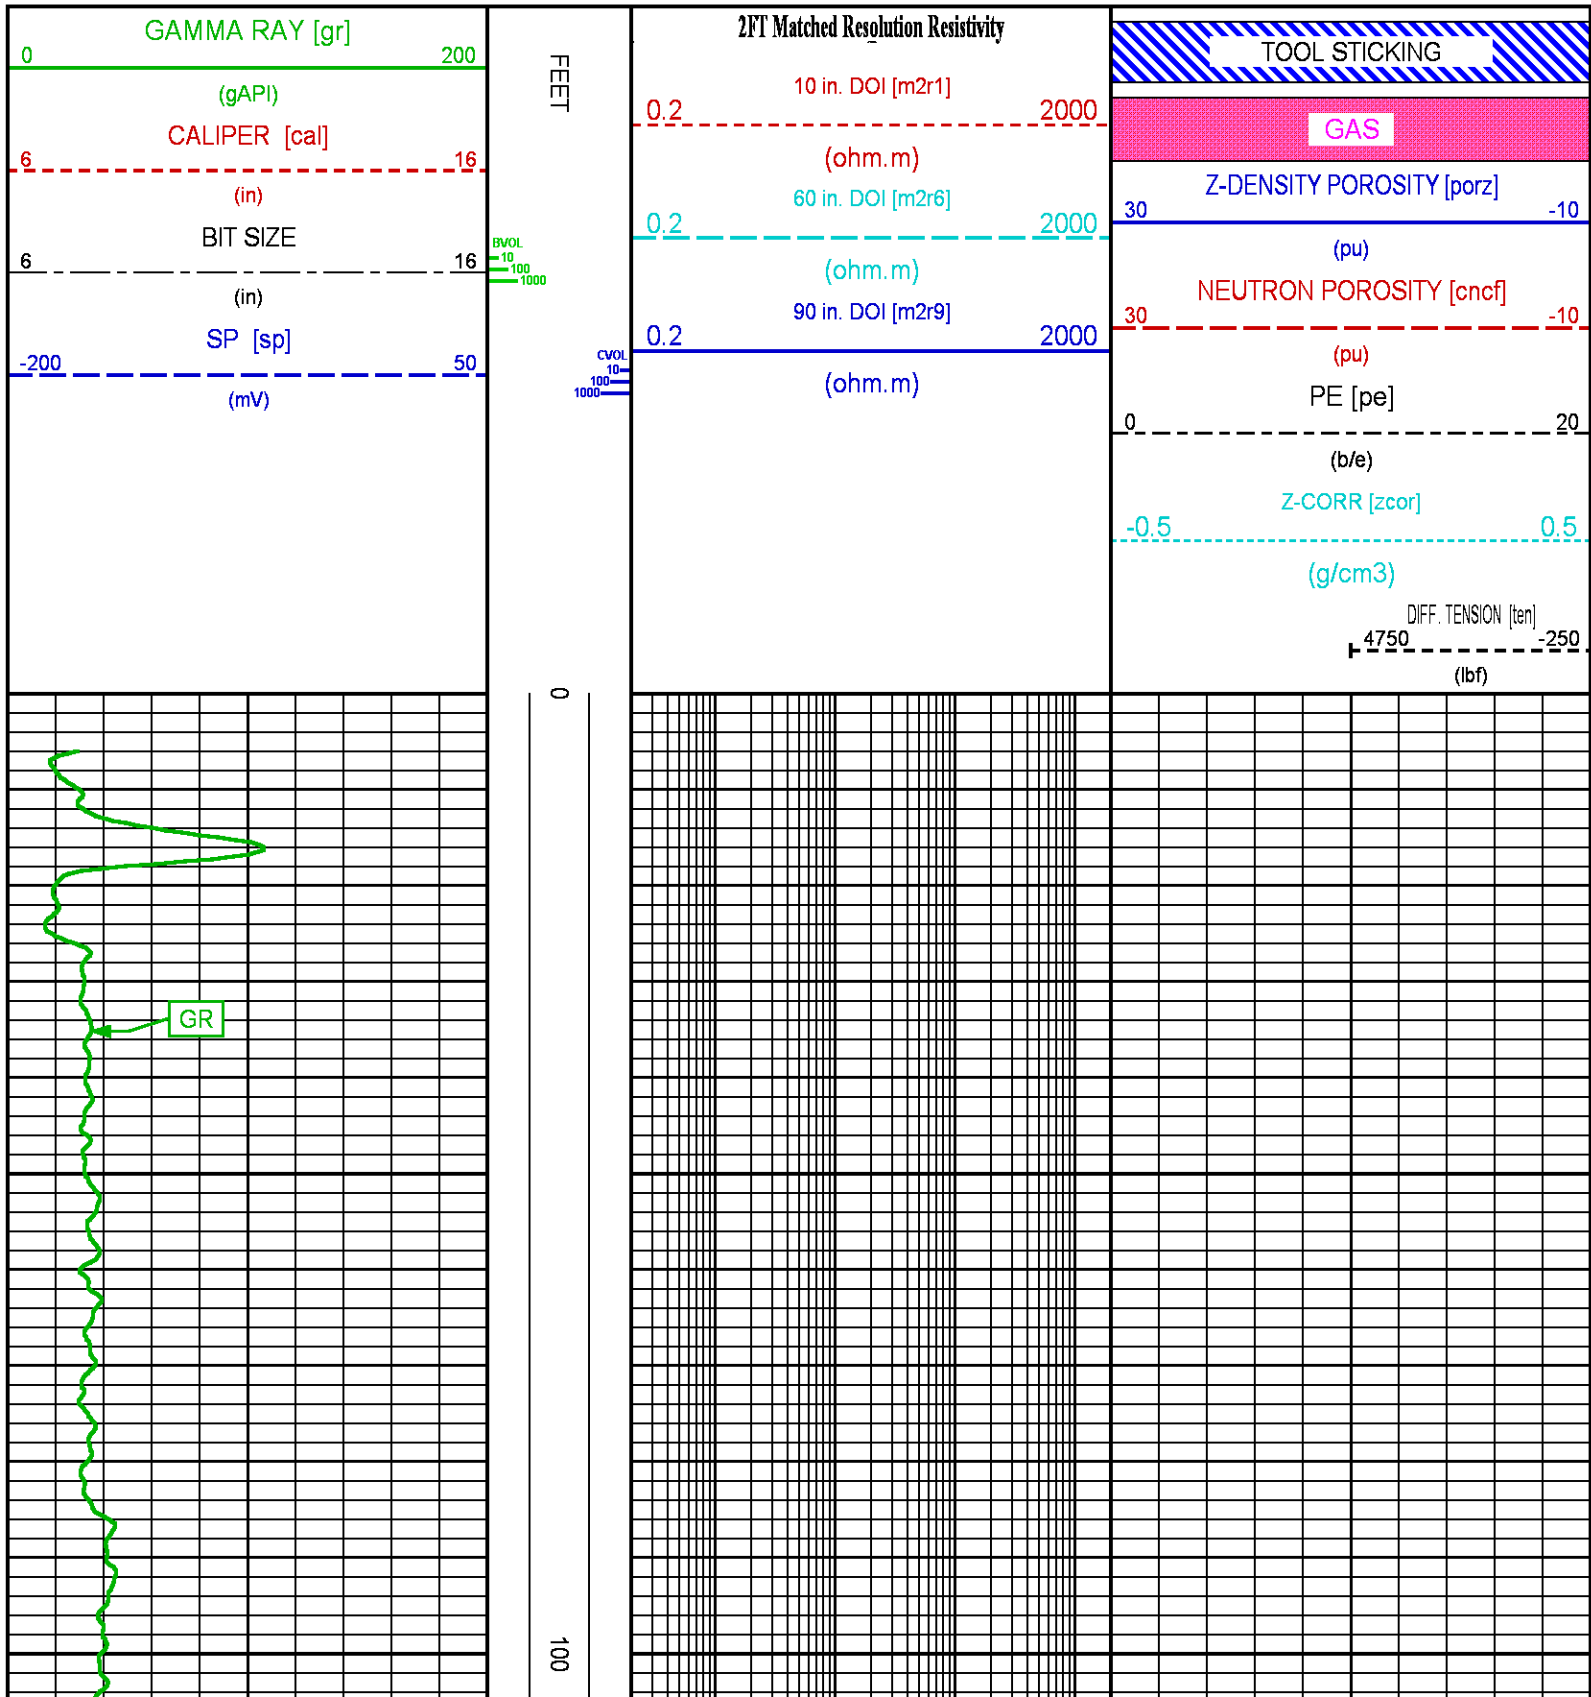 GAMMA RAY [gr]
0 200
(gAPI)
CALIPER [cal]
6 16
(in)
BIT SIZE
6 16
(in)
SP [sp]
-200 50
(mV)
FEET
BVOL
10
100
1000
CVOL
10
100
1000
2FT Matched Resolution Resistivity
10 in. DOI [m2r1]
0.2 2000
(ohm.m)
60 in. DOI [m2r6]
0.2 2000
(ohm.m)
90 in. DOI [m2r9]
0.2 2000
(ohm.m)
TOOL STICKING
GAS
Z-DENSITY POROSITY [porz]
30 -10
(pu)
NEUTRON POROSITY [cncf]
30 -10
(pu)
PE [pe]
0 20
(b/e)
Z-CORR [zcor]
-0.5 0.5
(g/cm3)
DIFF. TENSION [ten]
4750 -250
(lbf)
0
GR
100